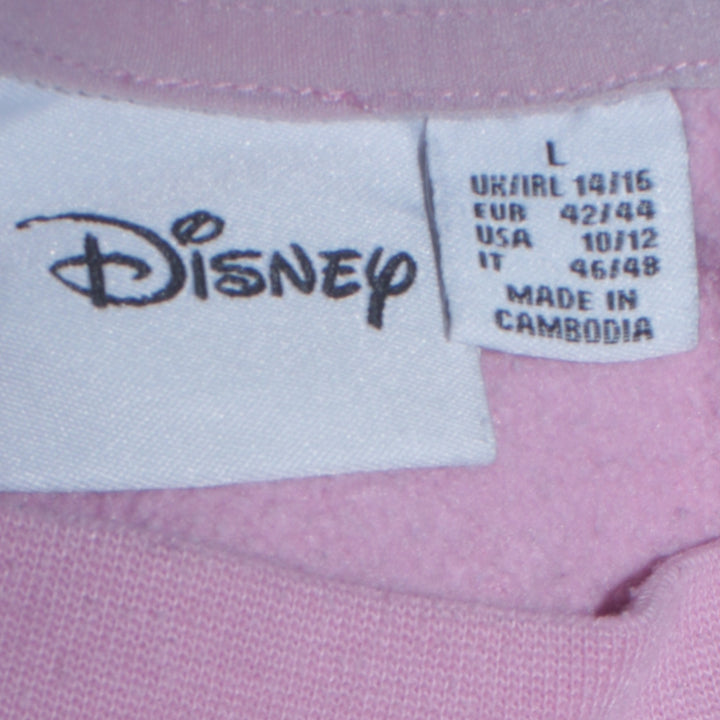 Disney
L
UK/IRL 14/16
EUR 42/44
USA 10/12
IT 46/48
MADE IN
CAMBODIA